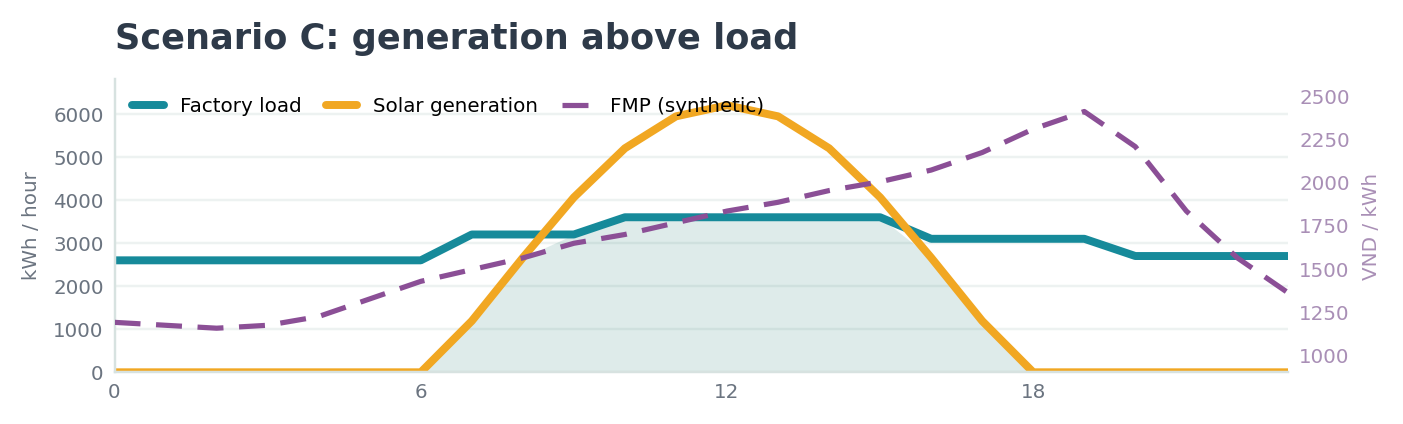 Scenario C: generation above load
Factory load Solar generation FMP (synthetic)
kWh / hour
6000
5000
4000
3000
2000
1000
0
0 6 12 18
2500
2250
2000
1750
1500
1250
1000
VND / kWh